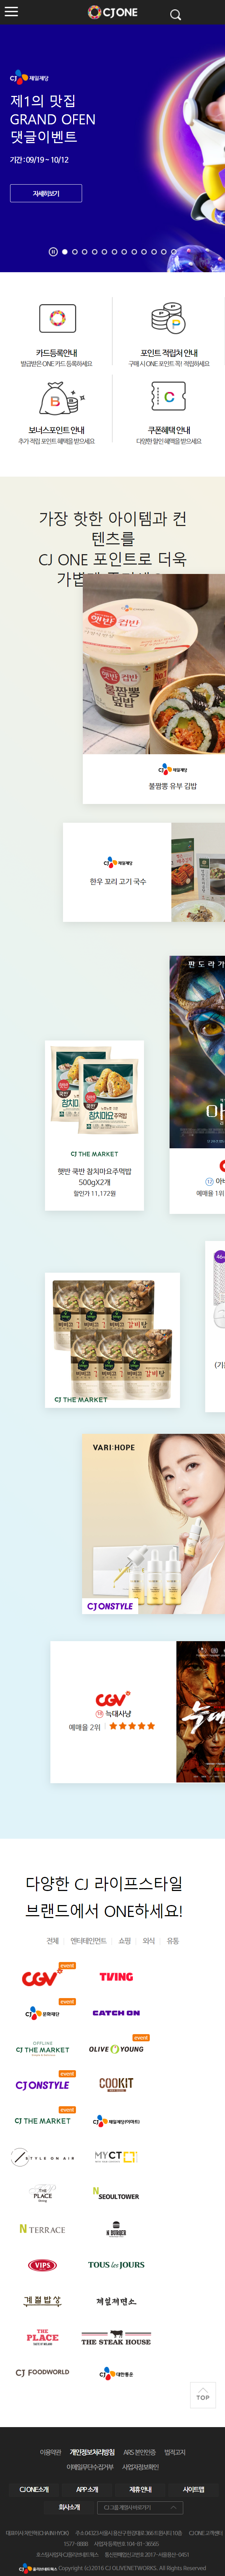 CJ ONE
CJ 제일제당
제1의 맛집
GRAND OFEN
댓글이벤트
기간 : 09/19 ~ 10/12
자세히보기
카드등록안내
발급받은 ONE 카드 등록하세요
포인트 적립처 안내
구매 시 ONE 포인트 꼭! 적립하세요
보너스포인트 안내
추가 적립 포인트 혜택을 받으세요
쿠폰혜택 안내
다양한 할인 혜택을 받으세요
가장 핫한 아이템과 컨
텐츠를
CJ ONE 포인트로 더욱
햇반 컵반
불짬뽕
덮밥
CJ 제일제당
불짬뽕 유부 김밥
CJ 제일제당
한우 꼬리 고기 국수
판 도 라
CJ THE MARKET
햇반 쿡반 참치마요주먹밥
500gX2개
할인가 11,172원
예매율 1위
갈비탕
CJ THE MARKET
VARI:HOPE
CJ ONSTYLE
CGV
늑대사냥
예매율 2위
다양한 CJ 라이프스타일
브랜드에서 ONE하세요!
전체 엔터테인먼트 쇼핑 외식 유통
CGV event TVING
CJ 문화재단 event CATCH ON
OFFLINE
CJ THE MARKET OLIVE YOUNG event
CJ ONSTYLE event COOKIT
CJ THE MARKET event CJ 제일제당
STYLE ON AIR MYCT
THE PLACE Dining N SEOULTOWER
N TERRACE N.BURGER
VIPS TOUS les JOURS
계절밥상 제일제면소
THE PLACE THE STEAK HOUSE
CJ FOODWORLD CJ 대한통운
TOP
이용약관 개인정보처리방침 ARS 본인인증 법적고지
이메일무단수집거부 사업자정보확인
CJ ONE소개 APP 소개 제휴 안내 사이트맵
회사소개 CJ 그룹 계열사 바로가기
Copyright (c) 2016 CJ OLIVENETWORKS. All Rights Reserved